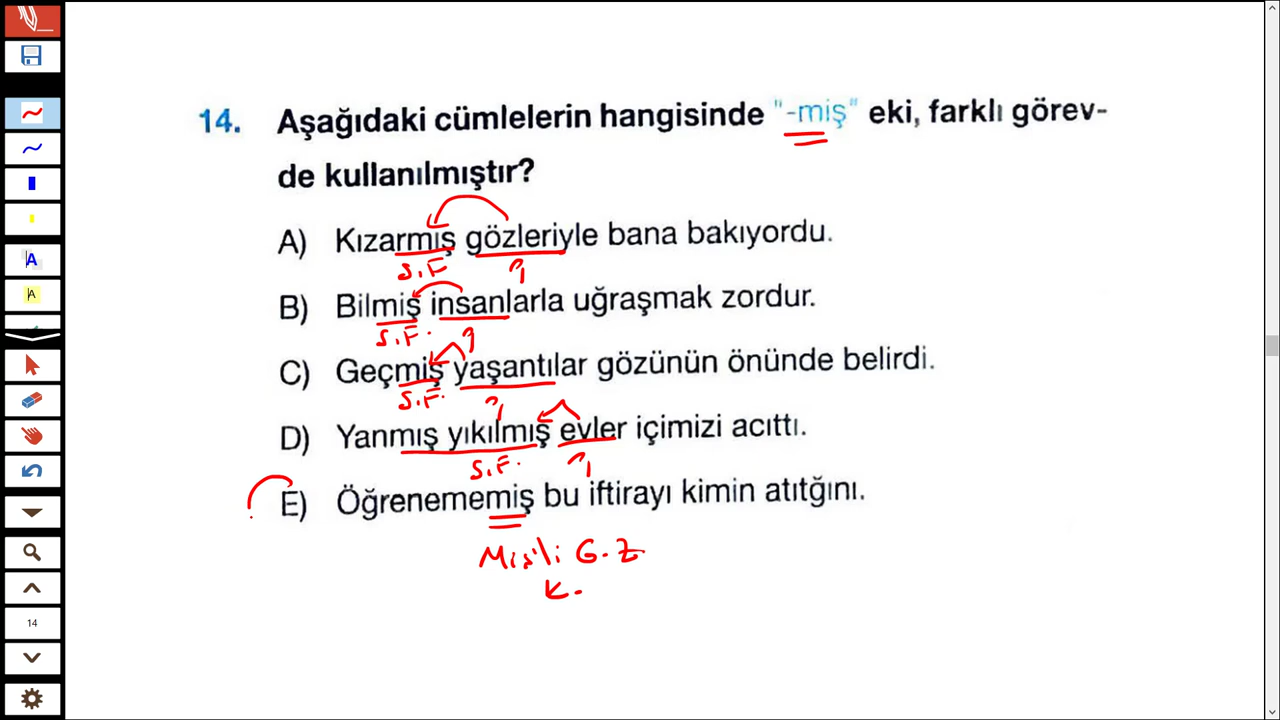 14. Aşağıdaki cümlelerin hangisinde "-miş" eki, farklı görev-
de kullanılmıştır?
A) Kızarmış gözleriyle bana bakıyordu.
S.F
B) Bilmiş insanlarla uğraşmak zordur.
S.F.
C) Geçmiş yaşantılar gözünün önünde belirdi.
S.F.
D) Yanmış yıkılmış evler içimizi acıttı.
S.F.
E) Öğrenememiş bu iftirayı kimin atıtğını.
Mişli G.Z
K.
A
A
14